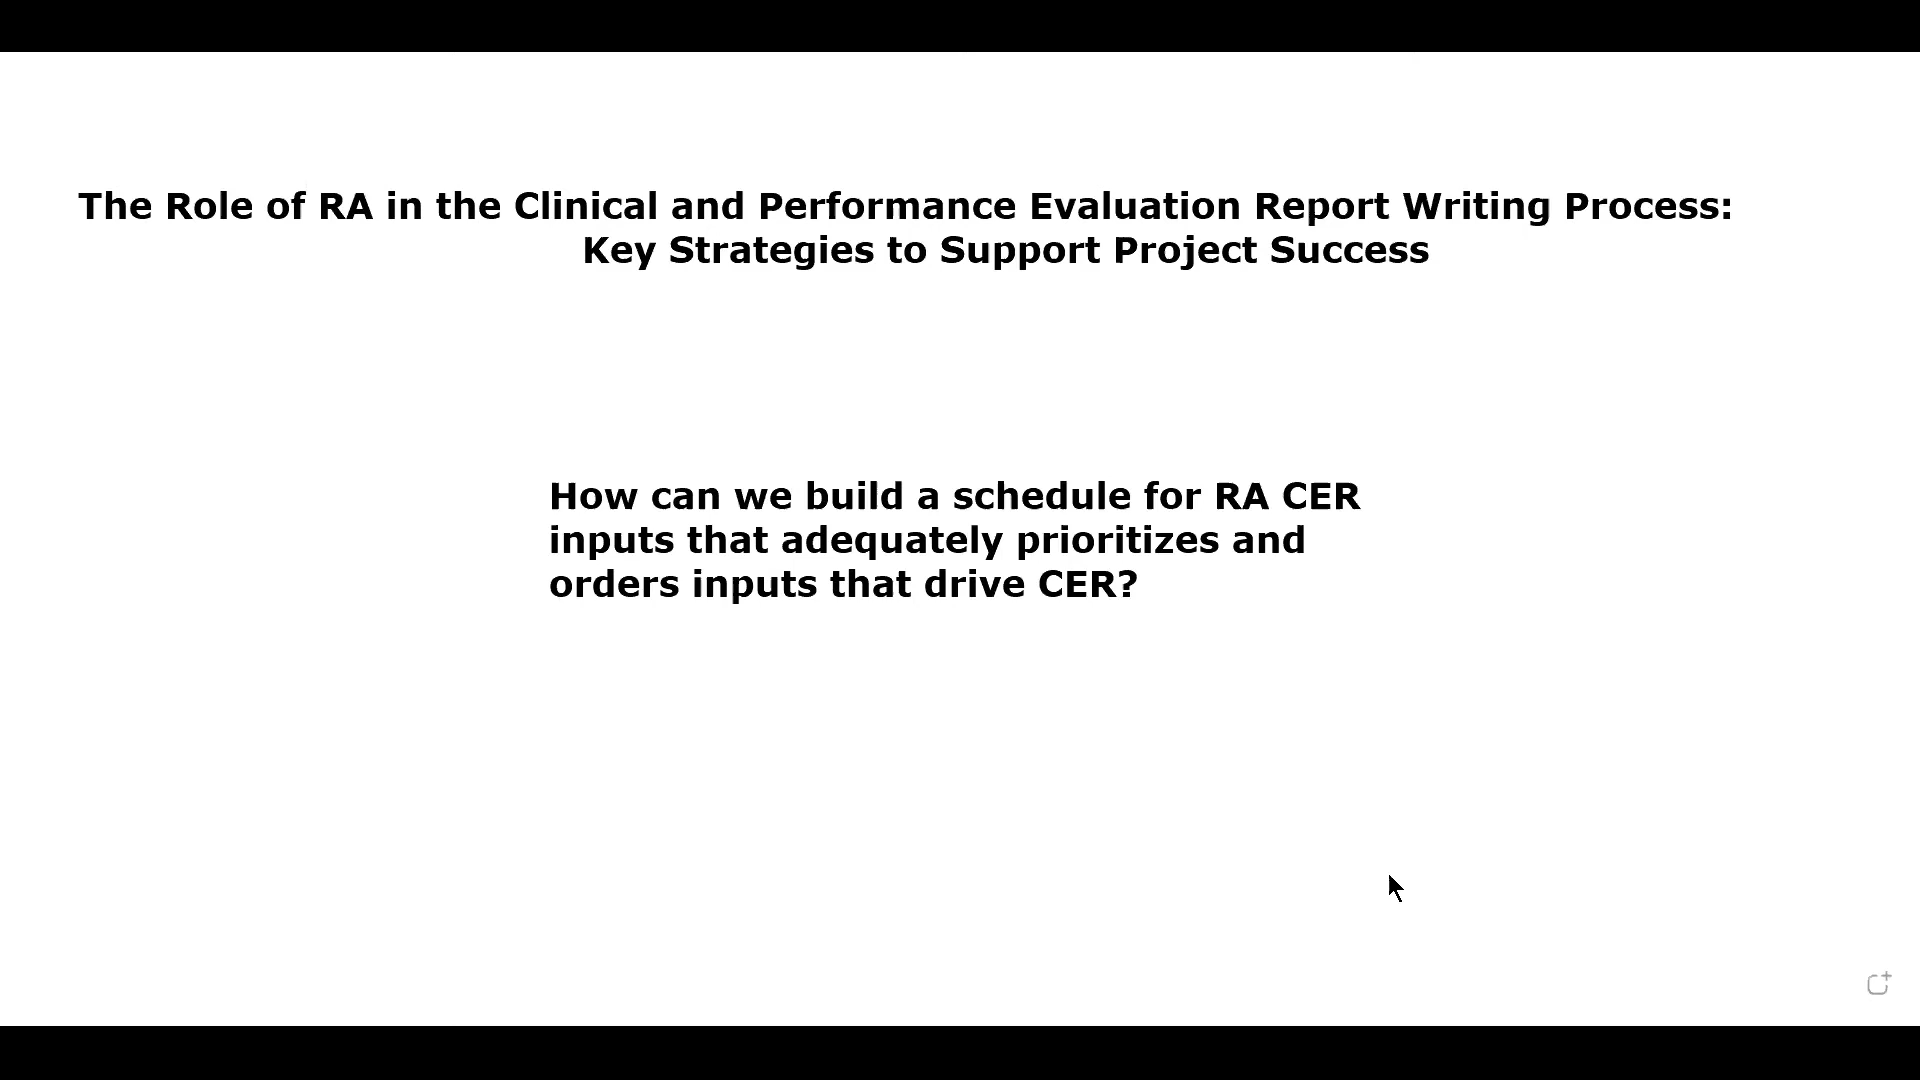 The Role of RA in the Clinical and Performance Evaluation Report Writing Process:
Key Strategies to Support Project Success
How can we build a schedule for RA CER
inputs that adequately prioritizes and
orders inputs that drive CER?